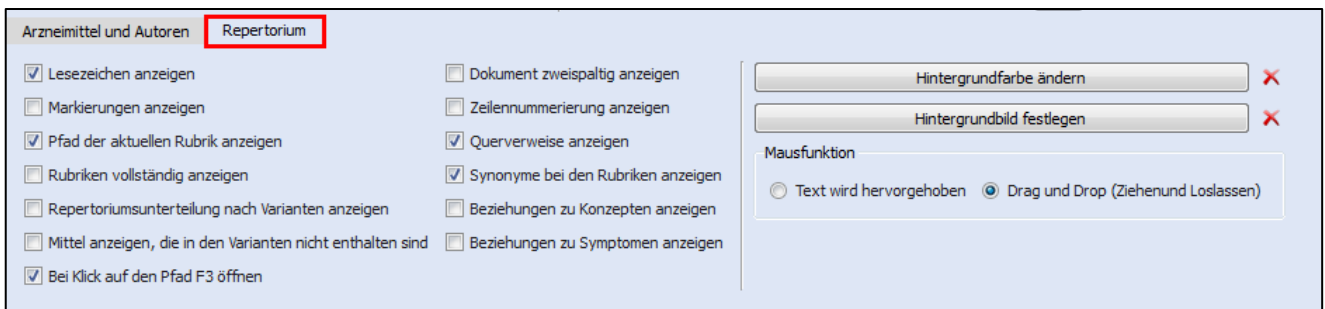 Arzneimittel und Autoren
Repertorium
Lesezeichen anzeigen
Markierungen anzeigen
Pfad der aktuellen Rubrik anzeigen
Rubriken vollständig anzeigen
Repertoriumsunterteilung nach Varianten anzeigen
Mittel anzeigen, die in den Varianten nicht enthalten sind
Bei Klick auf den Pfad F3 öffnen
Dokument zweispaltig anzeigen
Zeilennummerierung anzeigen
Querverweise anzeigen
Synonyme bei den Rubriken anzeigen
Beziehungen zu Konzepten anzeigen
Beziehungen zu Symptomen anzeigen
Hintergrundfarbe ändern
Hintergrundbild festlegen
Mausfunktion
Text wird hervorgehoben
Drag und Drop (Ziehenund Loslassen)